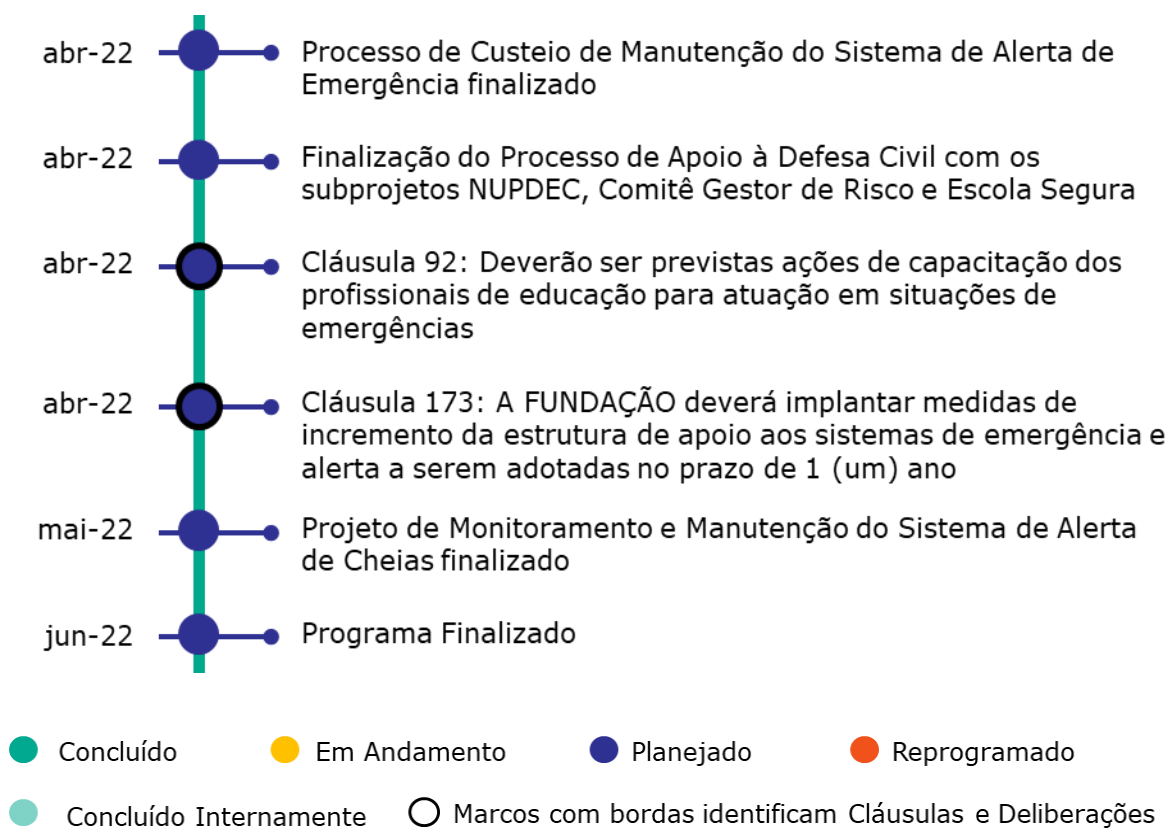 abr-22 Processo de Custeio de Manutenção do Sistema de Alerta de
Emergência finalizado
abr-22 Finalização do Processo de Apoio à Defesa Civil com os
subprojetos NUPDEC, Comitê Gestor de Risco e Escola Segura
abr-22 Cláusula 92: Deverão ser previstas ações de capacitação dos
profissionais de educação para atuação em situações de
emergências
abr-22 Cláusula 173: A FUNDAÇÃO deverá implantar medidas de
incremento da estrutura de apoio aos sistemas de emergência e
alerta a serem adotadas no prazo de 1 (um) ano
mai-22 Projeto de Monitoramento e Manutenção do Sistema de Alerta
de Cheias finalizado
jun-22 Programa Finalizado
Concluído Em Andamento Planejado Reprogramado
Concluído Internamente Marcos com bordas identificam Cláusulas e Deliberações